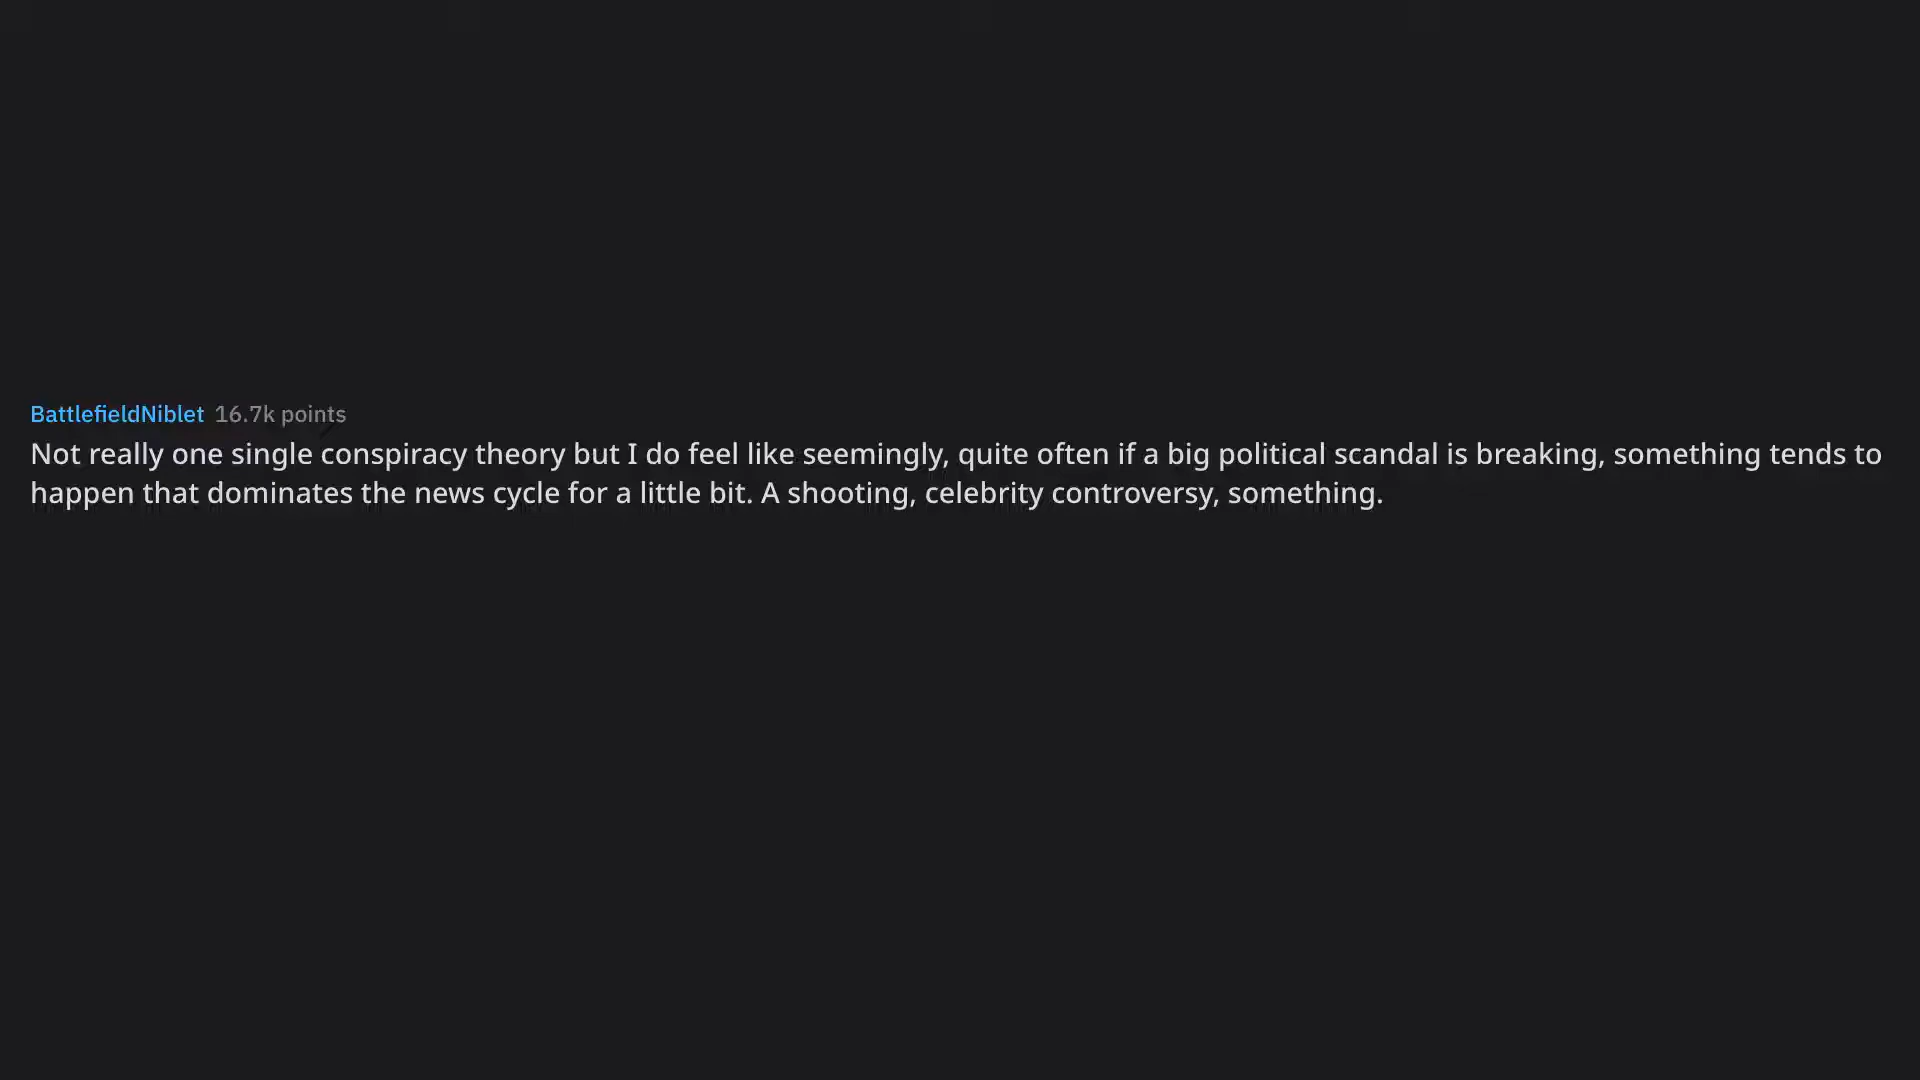 BattlefieldNiblet 16.7k points
Not really one single conspiracy theory but I do feel like seemingly, quite often if a big political scandal is breaking, something tends to
happen that dominates the news cycle for a little bit. A shooting, celebrity controversy, something.